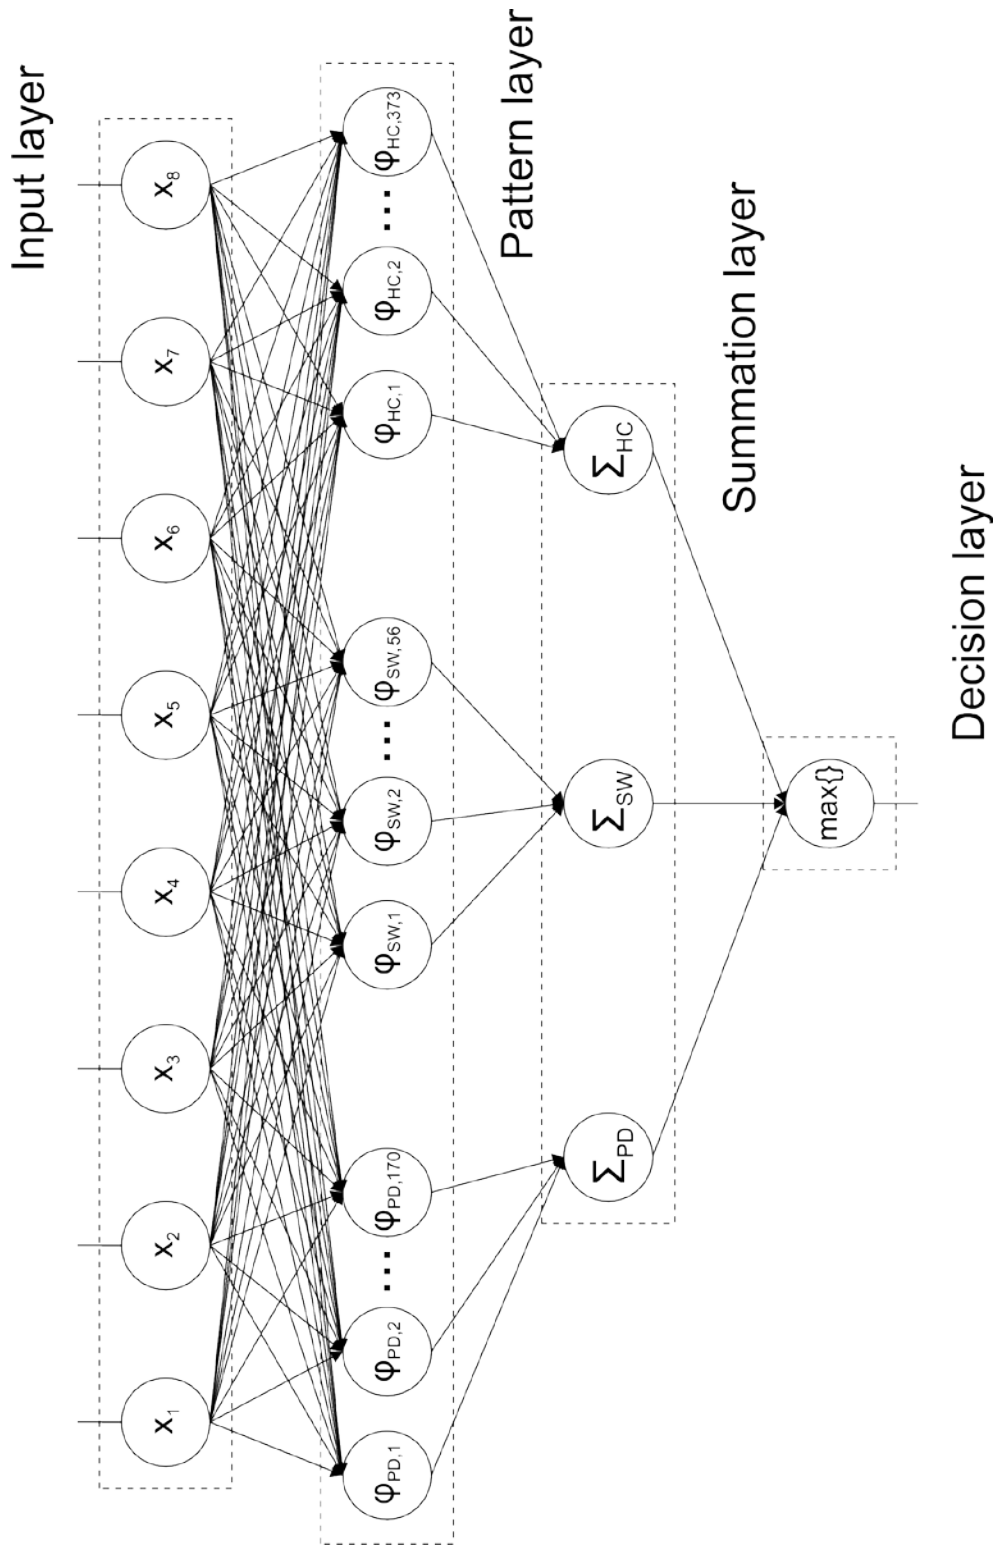 Input layer
x1 x2 x3 x4 x5 x6 x7 x8
φPD,1 φPD,2 ... φPD,170 φSW,1 φSW,2 ... φSW,56 φHC,1 φHC,2 ... φHC,373
Pattern layer
ΣPD ΣSW ΣHC
Summation layer
max{}
Decision layer